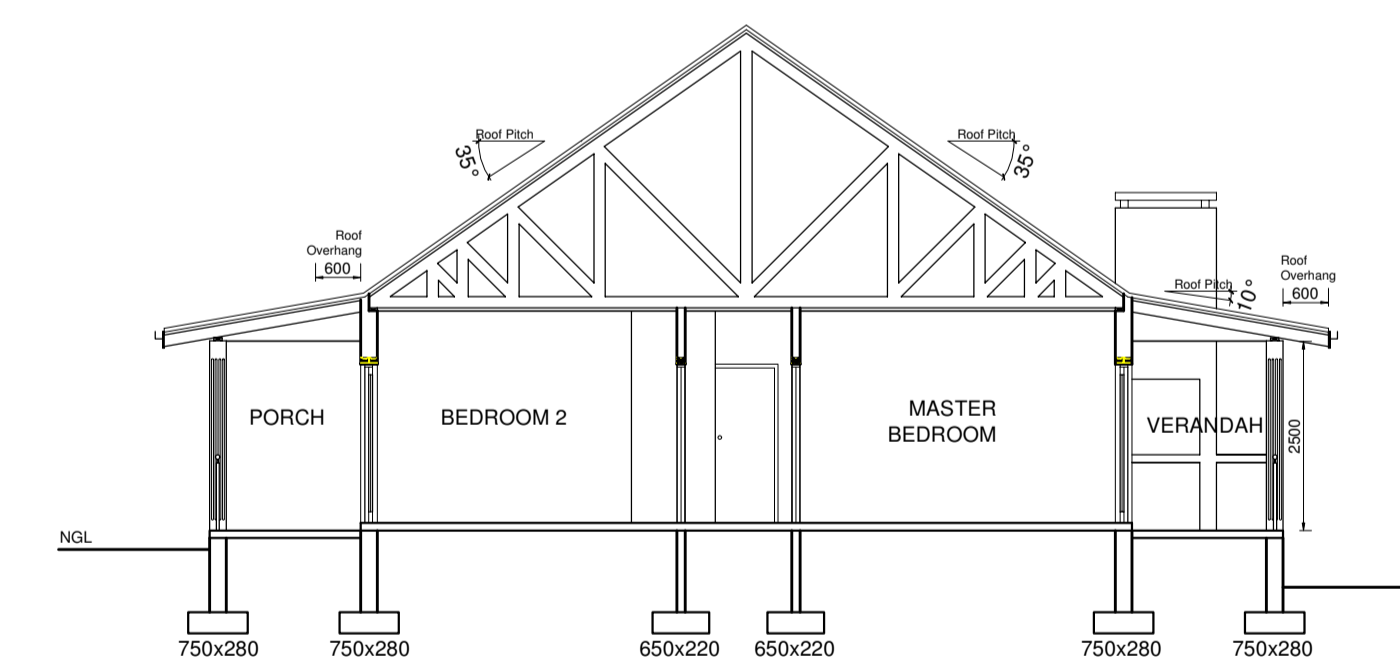 Roof Pitch
35°
Roof Pitch
35°
Roof
Overhang
600
Roof
Overhang
600
Roof Pitch
10°
PORCH
BEDROOM 2
MASTER
BEDROOM
VERANDAH
2500
NGL
750x280
750x280
650x220
650x220
750x280
750x280